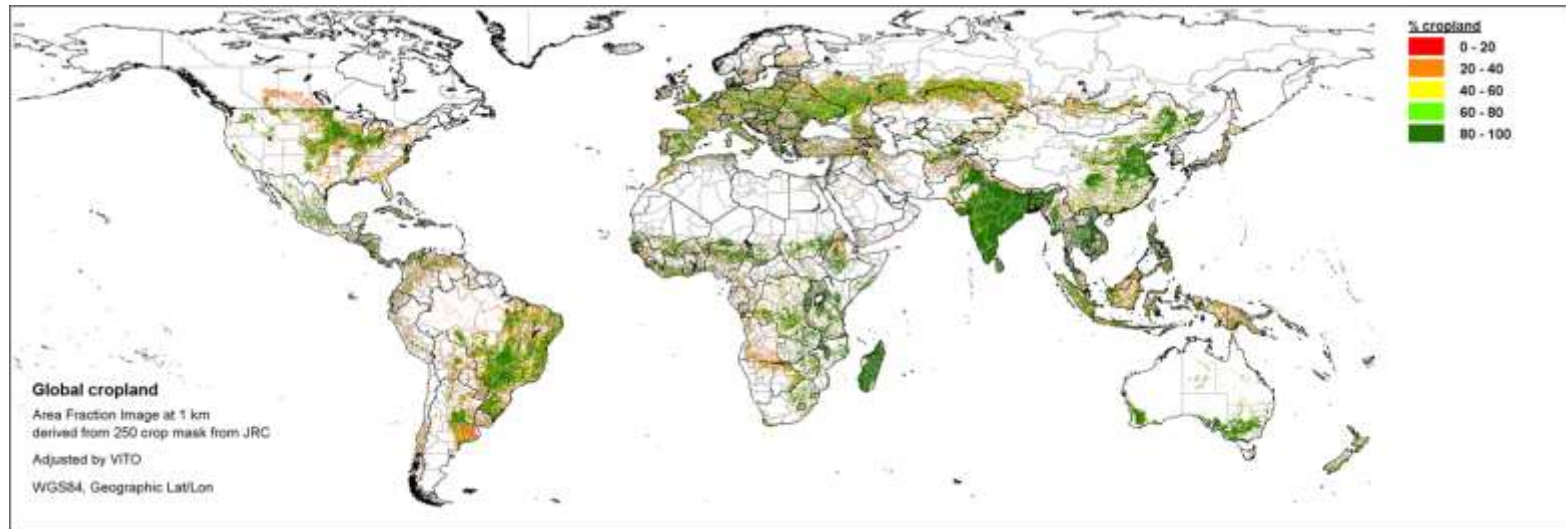 % cropland
0 - 20
20 - 40
40 - 60
60 - 80
80 - 100
Global cropland
Area Fraction Image at 1 km
derived from 250 crop mask from JRC
Adjusted by VITO
WGS84, Geographic Lat/Lon